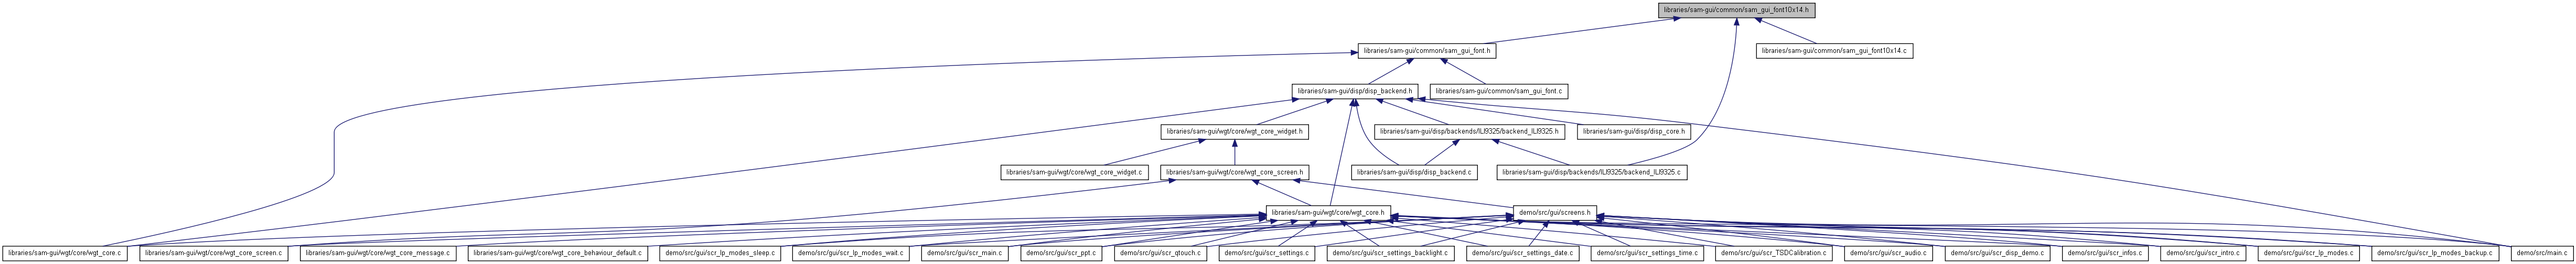 libraries/sam-gui/common/sam_gui_font10x14.h
libraries/sam-gui/common/sam_gui_font.h
libraries/sam-gui/common/sam_gui_font10x14.c
libraries/sam-gui/disp/disp_backend.h
libraries/sam-gui/common/sam_gui_font.c
libraries/sam-gui/wgt/core/wgt_core_widget.h
libraries/sam-gui/disp/backends/ILI9325/backend_ILI9325.h
libraries/sam-gui/disp/disp_core.h
libraries/sam-gui/wgt/core/wgt_core_widget.c
libraries/sam-gui/wgt/core/wgt_core_screen.h
libraries/sam-gui/disp/disp_backend.c
libraries/sam-gui/disp/backends/ILI9325/backend_ILI9325.c
libraries/sam-gui/wgt/core/wgt_core.h
demo/src/gui/screens.h
libraries/sam-gui/wgt/core/wgt_core.c
libraries/sam-gui/wgt/core/wgt_core_screen.c
libraries/sam-gui/wgt/core/wgt_core_message.c
libraries/sam-gui/wgt/core/wgt_core_behaviour_default.c
demo/src/gui/scr_lp_modes_sleep.c
demo/src/gui/scr_lp_modes_wait.c
demo/src/gui/scr_main.c
demo/src/gui/scr_ppt.c
demo/src/gui/scr_qtouch.c
demo/src/gui/scr_settings.c
demo/src/gui/scr_settings_backlight.c
demo/src/gui/scr_settings_date.c
demo/src/gui/scr_settings_time.c
demo/src/gui/scr_TSDCalibration.c
demo/src/gui/scr_audio.c
demo/src/gui/scr_disp_demo.c
demo/src/gui/scr_infos.c
demo/src/gui/scr_intro.c
demo/src/gui/scr_lp_modes.c
demo/src/gui/scr_lp_modes_backup.c
demo/src/main.c